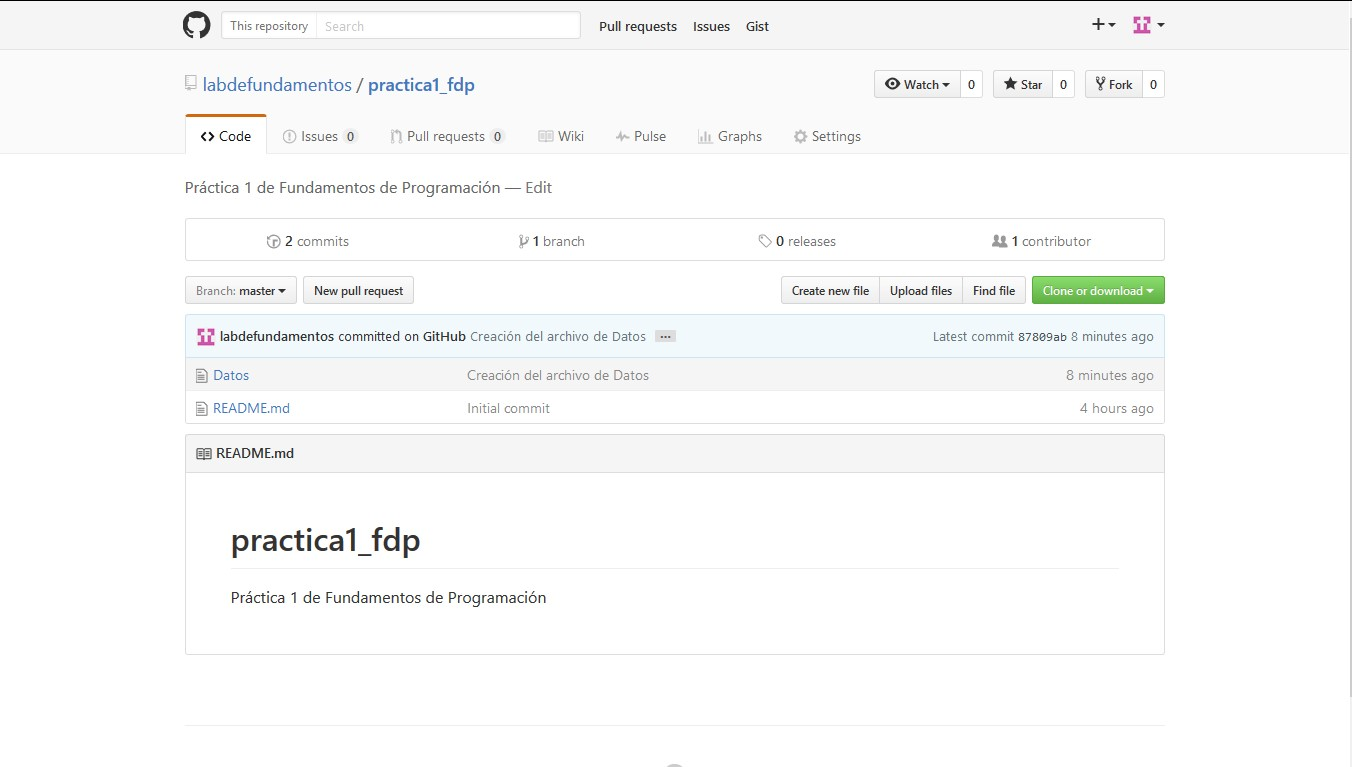 This repository Search Pull requests Issues Gist
labdefundamentos / practica1_fdp Watch 0 Star 0 Fork 0
Code Issues 0 Pull requests 0 Wiki Pulse Graphs Settings
Práctica 1 de Fundamentos de Programación — Edit
2 commits 1 branch 0 releases 1 contributor
Branch: master New pull request Create new file Upload files Find file Clone or download
labdefundamentos committed on GitHub Creación del archivo de Datos ... Latest commit 87809ab 8 minutes ago
Datos Creación del archivo de Datos 8 minutes ago
README.md Initial commit 4 hours ago
README.md
practica1_fdp
Práctica 1 de Fundamentos de Programación